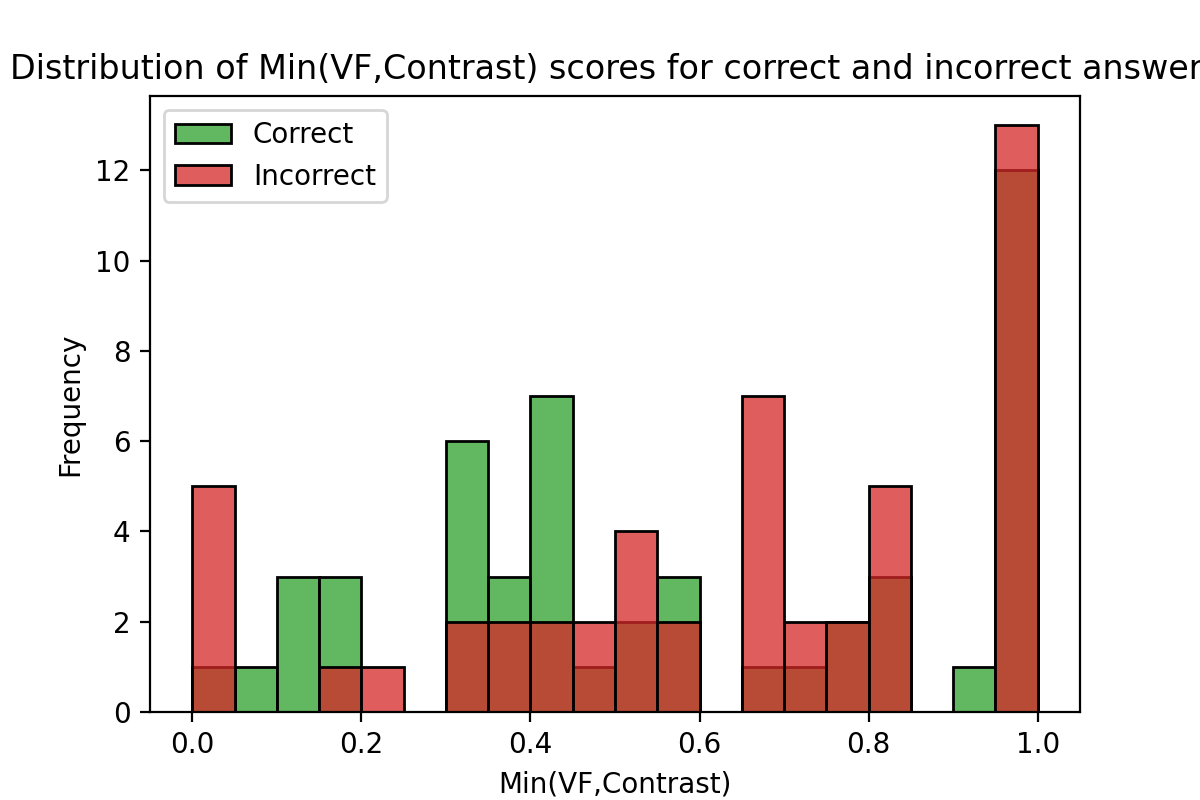 Distribution of Min(VF,Contrast) scores for correct and incorrect answer
Correct
Incorrect
12
10
8
6
4
2
0
Frequency
0.0 0.2 0.4 0.6 0.8 1.0
Min(VF,Contrast)